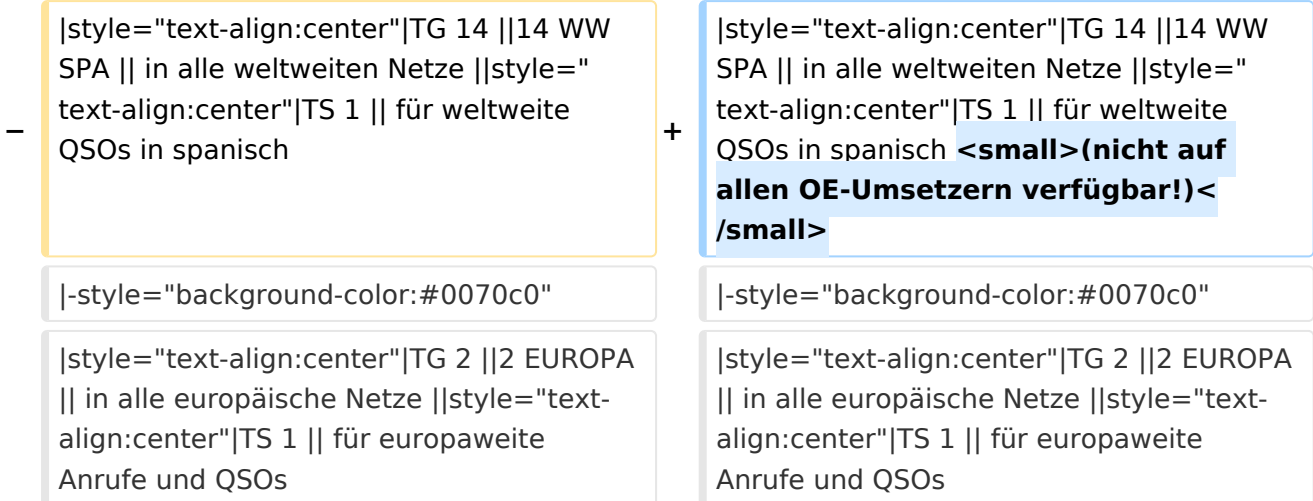 |style="text-align:center"|TG 14 ||14 WW
SPA || in alle weltweiten Netze ||style="
text-align:center"|TS 1 || für weltweite
QSOs in spanisch
−
+
|style="text-align:center"|TG 14 ||14 WW
SPA || in alle weltweiten Netze ||style="
text-align:center"|TS 1 || für weltweite
QSOs in spanisch <small>(nicht auf
allen OE-Umsetzern verfügbar!)<
/small>
|-style="background-color:#0070c0"
|-style="background-color:#0070c0"
|style="text-align:center"|TG 2 ||2 EUROPA
|| in alle europäische Netze ||style="text-
align:center"|TS 1 || für europaweite
Anrufe und QSOs
|style="text-align:center"|TG 2 ||2 EUROPA
|| in alle europäische Netze ||style="text-
align:center"|TS 1 || für europaweite
Anrufe und QSOs